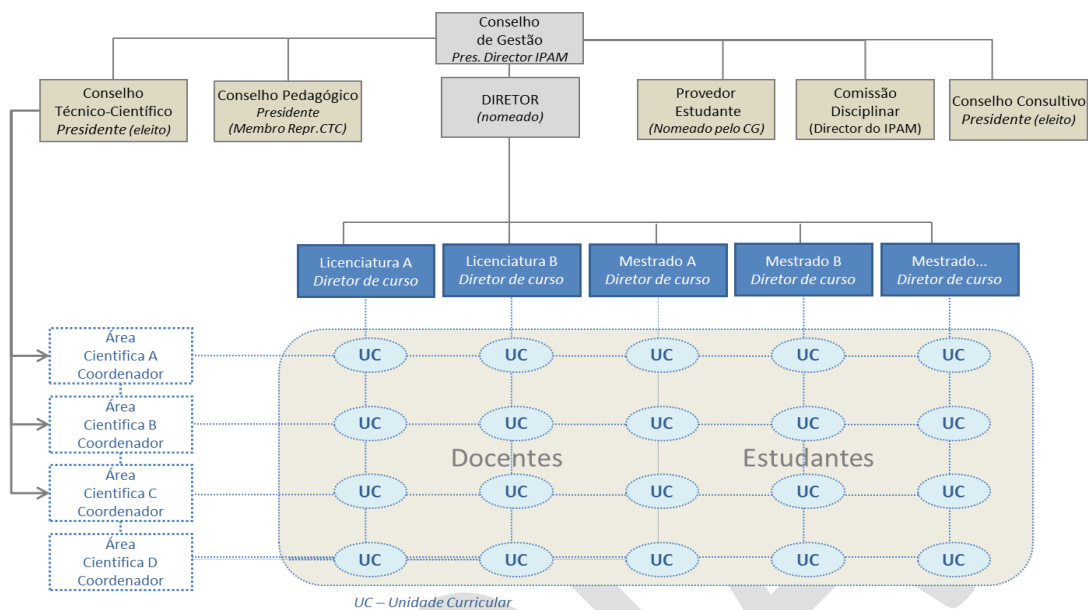 Conselho
de Gestão
Pres. Director IPAM
Conselho
Técnico-Científico
Presidente (eleito)
Conselho Pedagógico
Presidente
(Membro Repr.CTC)
DIRETOR
(nomeado)
Provedor
Estudante
(Nomeado pelo CG)
Comissão
Disciplinar
(Director do IPAM)
Conselho Consultivo
Presidente (eleito)
Licenciatura A
Diretor de curso
Licenciatura B
Diretor de curso
Mestrado A
Diretor de curso
Mestrado B
Diretor de curso
Mestrado...
Diretor de curso
Área
Cientifica A
Coordenador
UC UC UC UC UC
Área
Cientifica B
Coordenador
UC UC UC UC UC
Docentes Estudantes
Área
Cientifica C
Coordenador
UC UC UC UC UC
Área
Cientifica D
Coordenador
UC UC UC UC UC
UC – Unidade Curricular